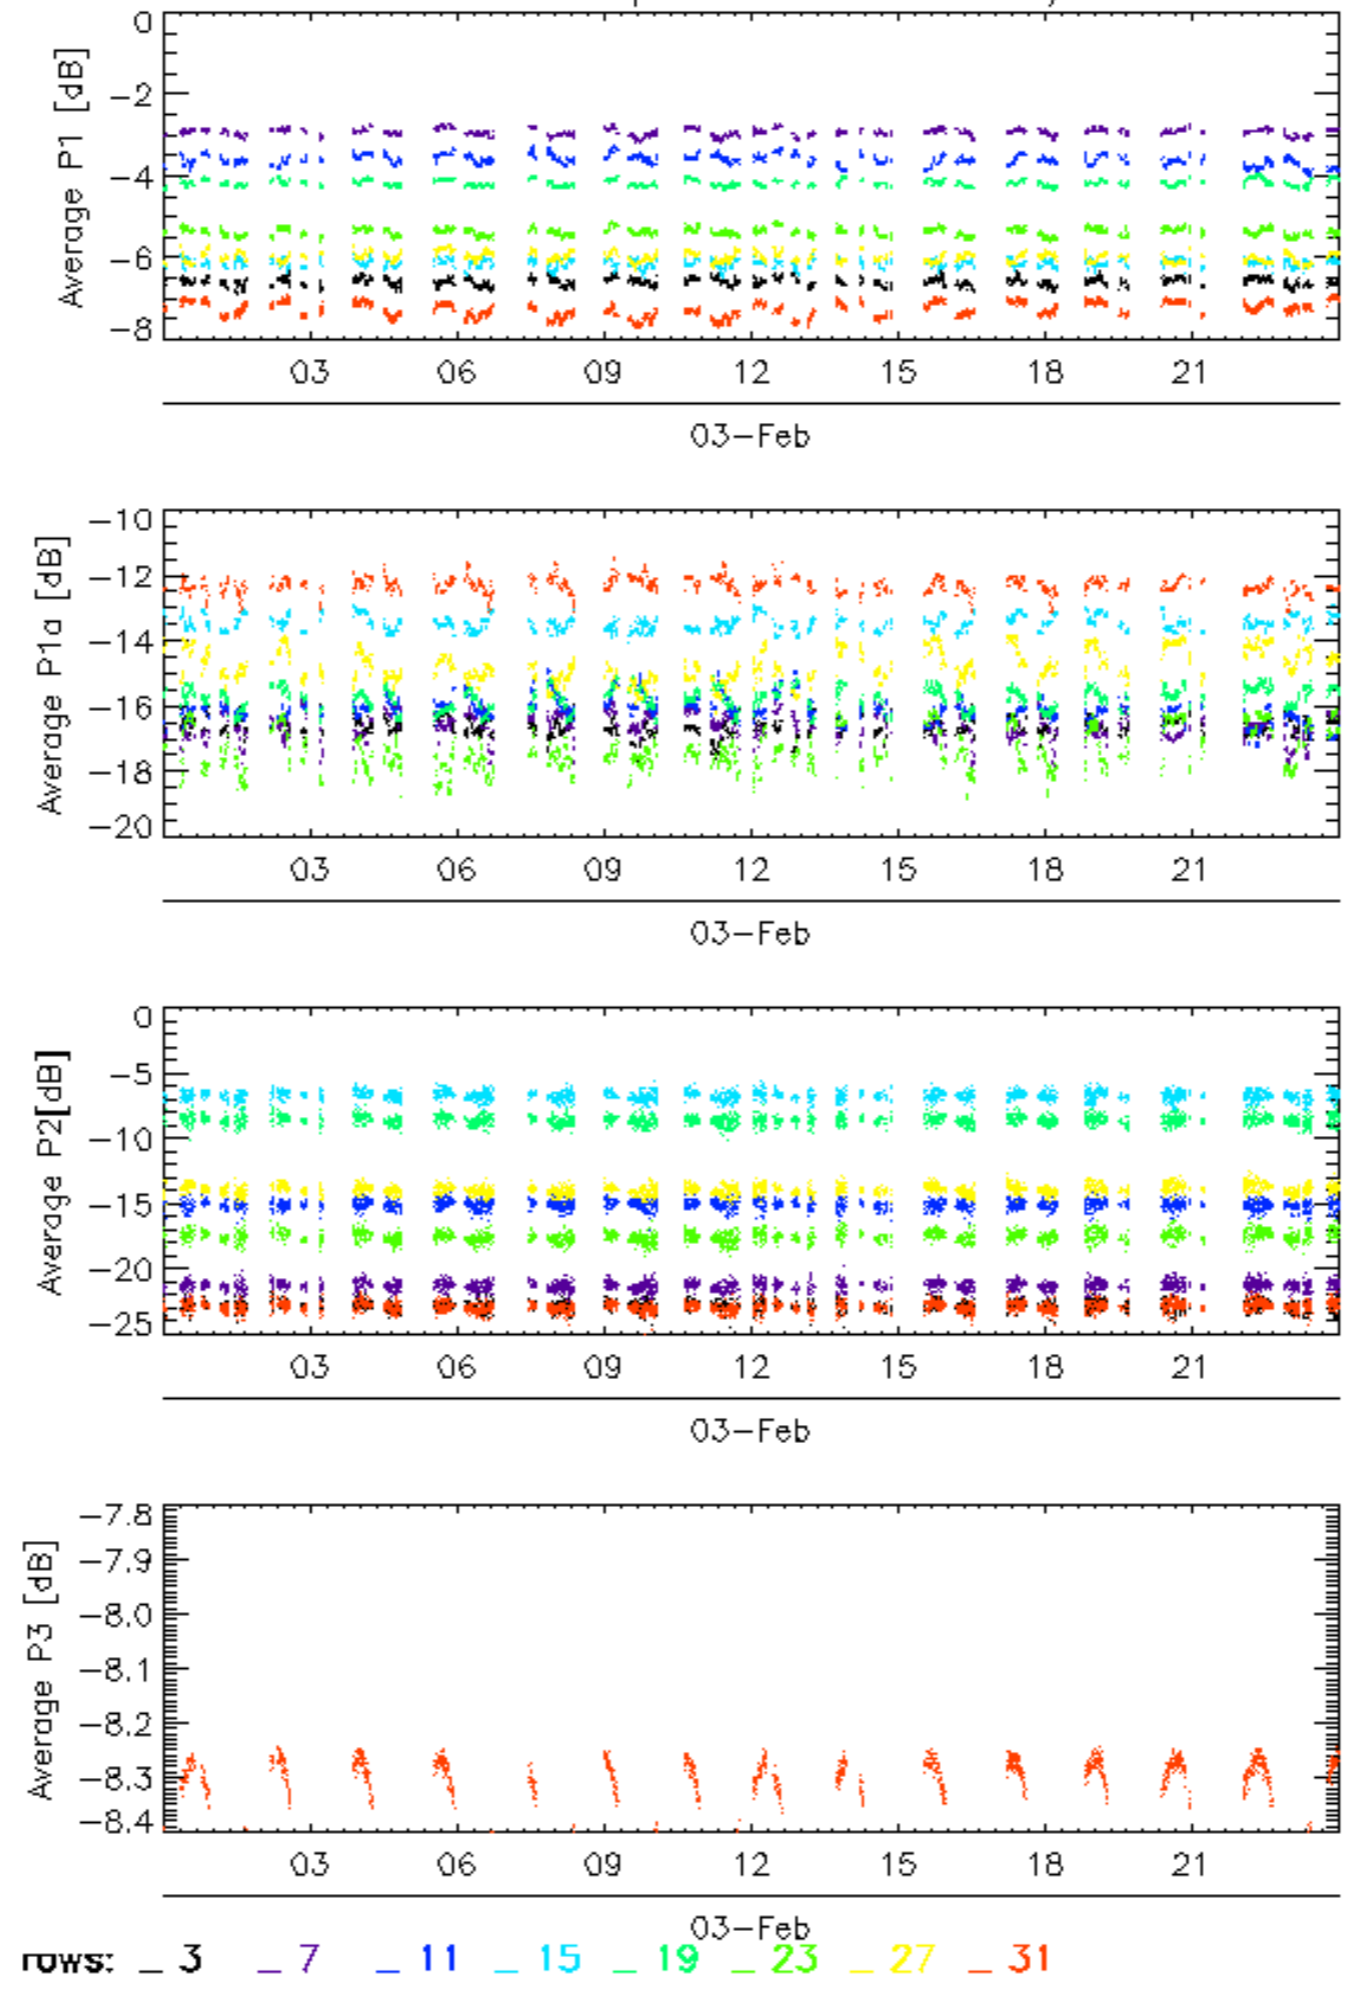 Average P1 [dB]
0
−2
−4
−6
−8
03 06 09 12 15 18 21
03−Feb
Average P1a [dB]
−10
−12
−14
−16
−18
−20
03 06 09 12 15 18 21
03−Feb
Average P2[dB]
0
−5
−10
−15
−20
−25
03 06 09 12 15 18 21
03−Feb
Average P3 [dB]
−7.8
−7.9
−8.0
−8.1
−8.2
−8.3
−8.4
03 06 09 12 15 18 21
03−Feb
rows: _ 3 _ 7 _ 11 _ 15 _ 19 _ 23 _ 27 _ 31